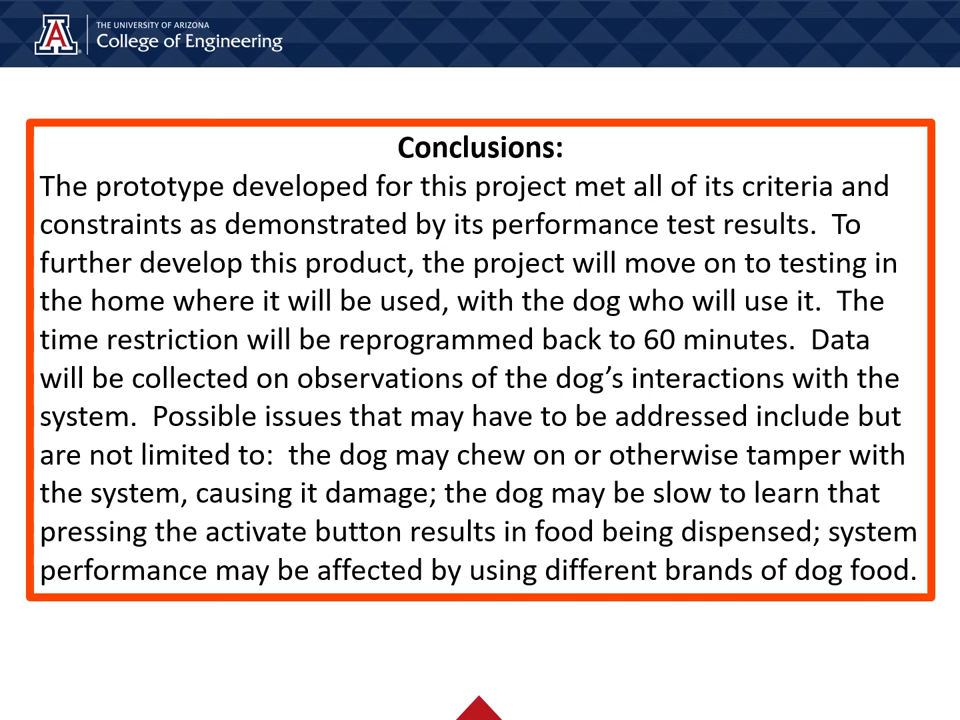 THE UNIVERSITY OF ARIZONA
College of Engineering
Conclusions:
The prototype developed for this project met all of its criteria and
constraints as demonstrated by its performance test results.  To
further develop this product, the project will move on to testing in
the home where it will be used, with the dog who will use it.  The
time restriction will be reprogrammed back to 60 minutes.  Data
will be collected on observations of the dog’s interactions with the
system.  Possible issues that may have to be addressed include but
are not limited to:  the dog may chew on or otherwise tamper with
the system, causing it damage; the dog may be slow to learn that
pressing the activate button results in food being dispensed; system
performance may be affected by using different brands of dog food.